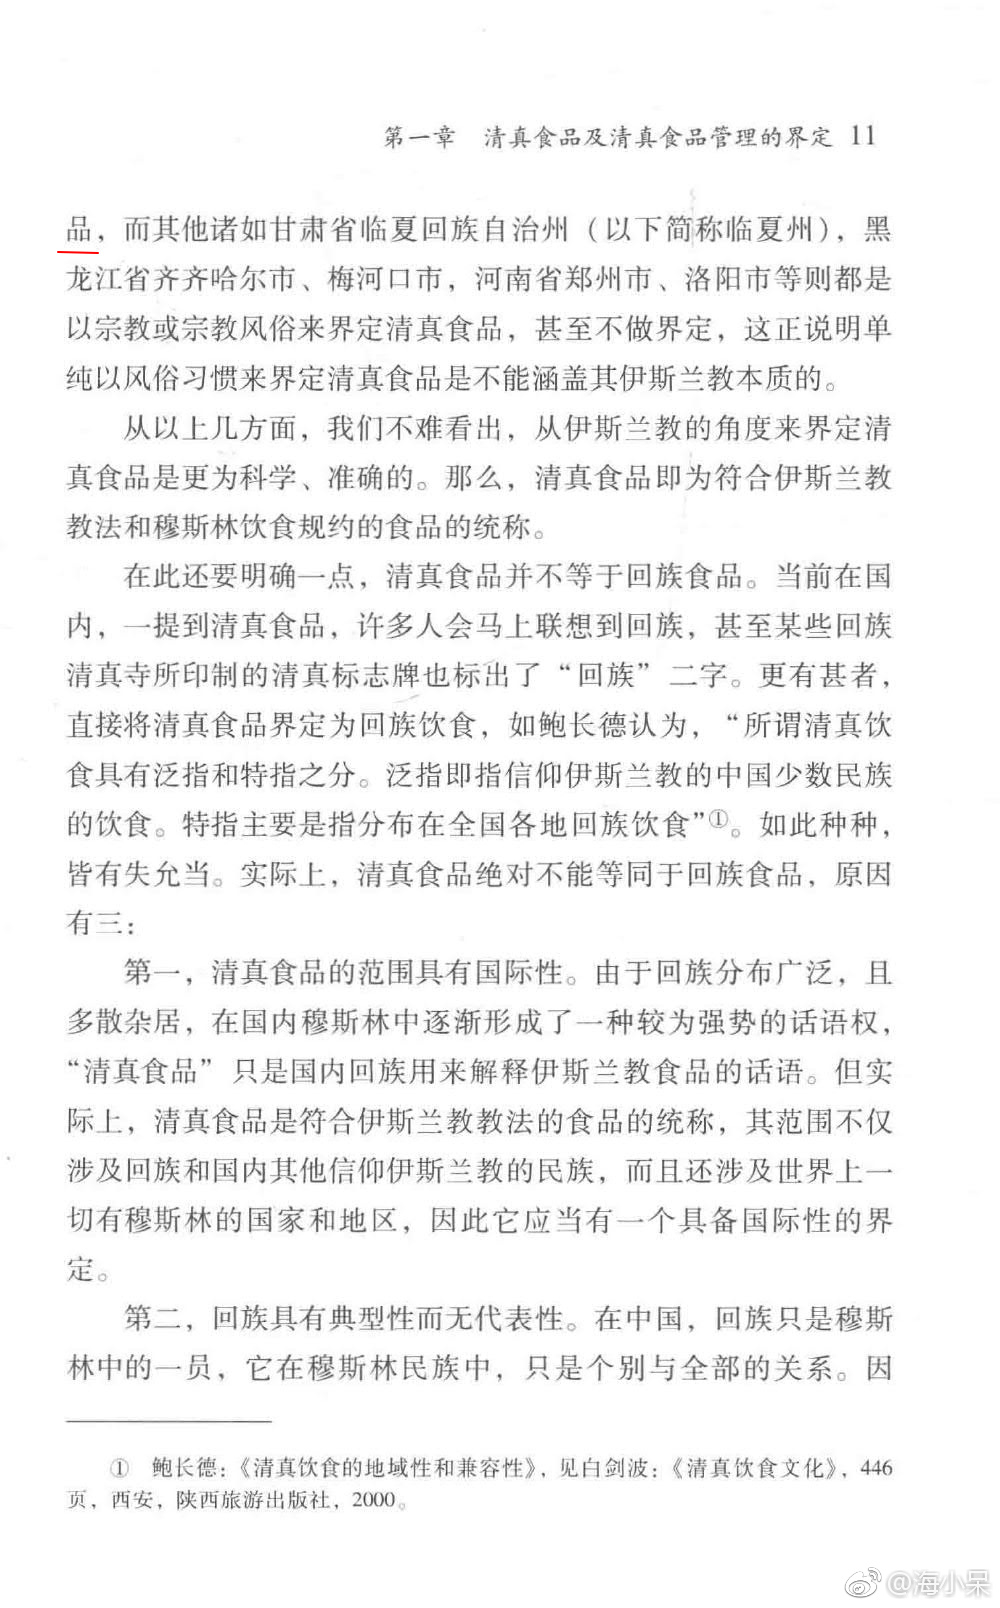 第一章 清真食品及清真食品管理的界定 11
品，而其他诸如甘肃省临夏回族自治州（以下简称临夏州），黑
龙江省齐齐哈尔市、梅河口市，河南省郑州市、洛阳市等则都是
以宗教或宗教风俗来界定清真食品，甚至不做界定，这正说明单
纯以风俗习惯来界定清真食品是不能涵盖其伊斯兰教本质的。
从以上几方面，我们不难看出，从伊斯兰教的角度来界定清
真食品是更为科学、准确的。那么，清真食品即为符合伊斯兰教
教法和穆斯林饮食规约的食品的统称。
在此还要明确一点，清真食品并不等于回族食品。当前在国
内，一提到清真食品，许多人会马上联想到回族，甚至某些回族
清真寺所印制的清真标志牌也标出了“回族”二字。更有甚者，
直接将清真食品界定为回族饮食，如鲍长德认为，“所谓清真饮
食具有泛指和特指之分。泛指即指信仰伊斯兰教的中国少数民族
的饮食。特指主要是指分布在全国各地回族饮食”①。如此种种，
皆有失允当。实际上，清真食品绝对不能等同于回族食品，原因
有三：
第一，清真食品的范围具有国际性。由于回族分布广泛，且
多散杂居，在国内穆斯林中逐渐形成了一种较为强势的话语权，
“清真食品”只是国内回族用来解释伊斯兰教食品的话语。但实
际上，清真食品是符合伊斯兰教教法的食品的统称，其范围不仅
涉及回族和国内其他信仰伊斯兰教的民族，而且还涉及世界上一
切有穆斯林的国家和地区，因此它应当有一个具备国际性的界
定。
第二，回族具有典型性而无代表性。在中国，回族只是穆斯
林中的一员，它在穆斯林民族中，只是个别与全部的关系。因
① 鲍长德：《清真饮食的地域性和兼容性》，见白剑波：《清真饮食文化》，446
页，西安，陕西旅游出版社，2000。
@海小呆